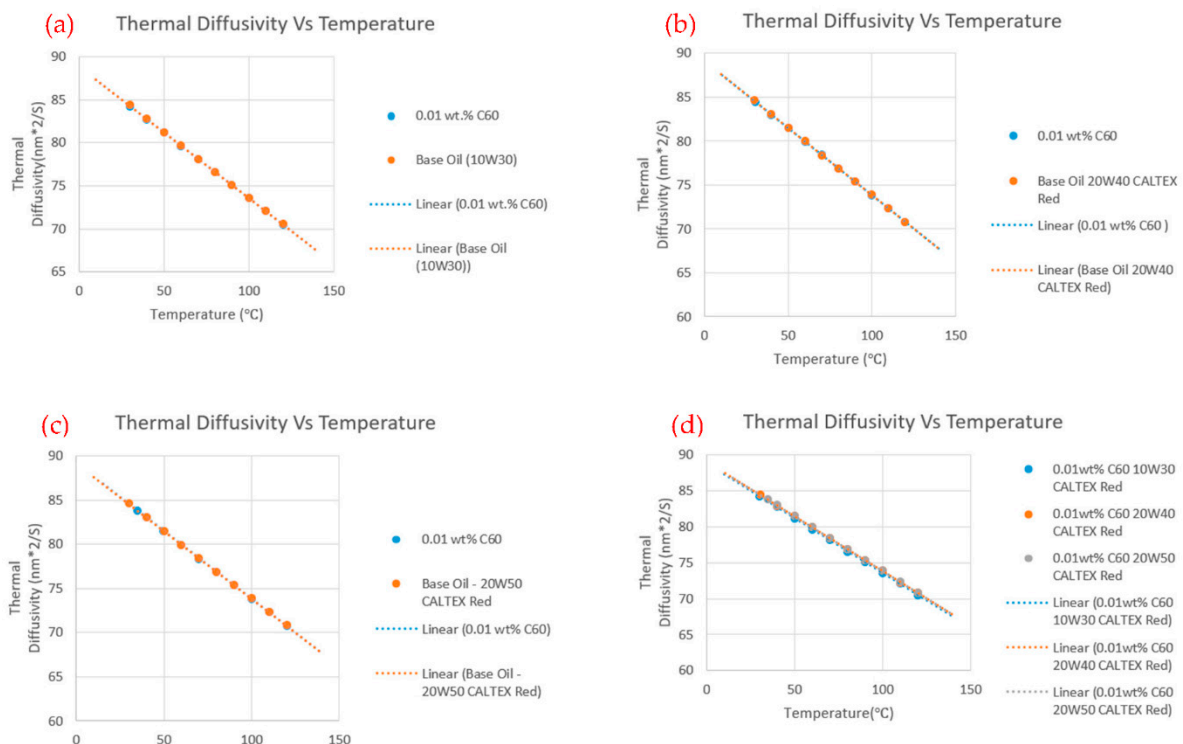 (a)
Thermal Diffusivity Vs Temperature
90
85
80
75
70
65
0
50
100
150
Thermal
Diffusivity(nm*2/S)
Temperature (°C)
0.01 wt.% C60
Base Oil (10W30)
Linear (0.01 wt.% C60)
Linear (Base Oil
(10W30))
(b)
Thermal Diffusivity Vs Temperature
90
85
80
75
70
65
60
0
50
100
150
Thermal
Diffusivity (nm*2/S)
Temperature (°C)
0.01 wt% C60
Base Oil 20W40 CALTEX
Red
Linear (0.01 wt% C60 )
Linear (Base Oil 20W40
CALTEX Red)
(c)
Thermal Diffusivity Vs Temperature
90
85
80
75
70
65
60
0
50
100
150
Thermal
Diffusivity (nm*2/S)
0.01 wt% C60
Base Oil - 20W50
CALTEX Red
Linear (0.01 wt% C60)
Linear (Base Oil -
20W50 CALTEX Red)
(d)
Thermal Diffusivity Vs Temperature
90
85
80
75
70
65
60
0
50
100
150
Thermal
Diffusivity (nm*2/S)
Temperature(°C)
0.01wt% C60 10W30
CALTEX Red
0.01wt% C60 20W40
CALTEX Red
0.01wt% C60 20W50
CALTEX Red
Linear (0.01wt% C60
10W30 CALTEX Red)
Linear (0.01wt% C60
20W40 CALTEX Red)
Linear (0.01wt% C60
20W50 CALTEX Red)